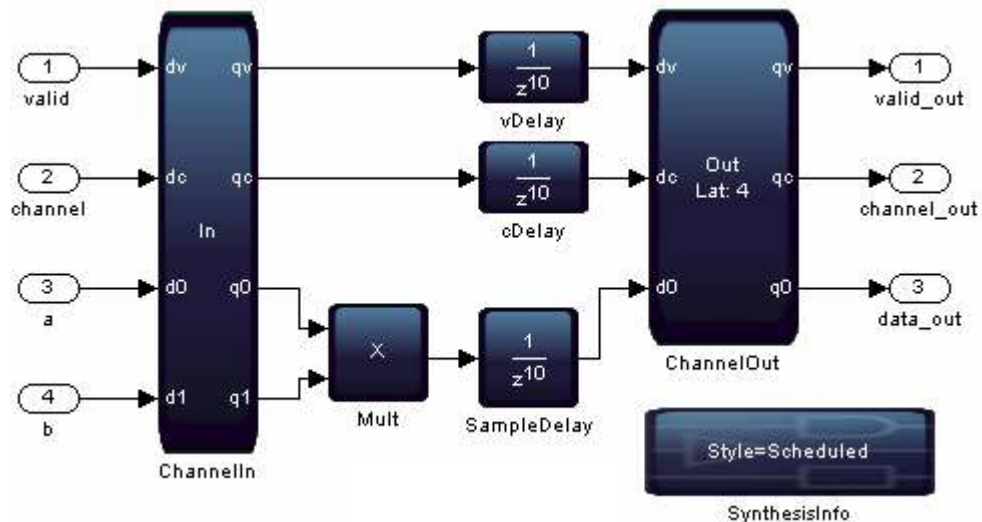 1
valid
2
channel
3
a
4
b
dv
qv
dc
qc
In
d0
q0
d1
q1
ChannelIn
X
Mult
1
z10
vDelay
1
z10
cDelay
1
z10
SampleDelay
dv
qv
Out
dc
qc
Lat: 4
d0
q0
ChannelOut
1
valid_out
2
channel_out
3
data_out
Style=Scheduled
SynthesisInfo